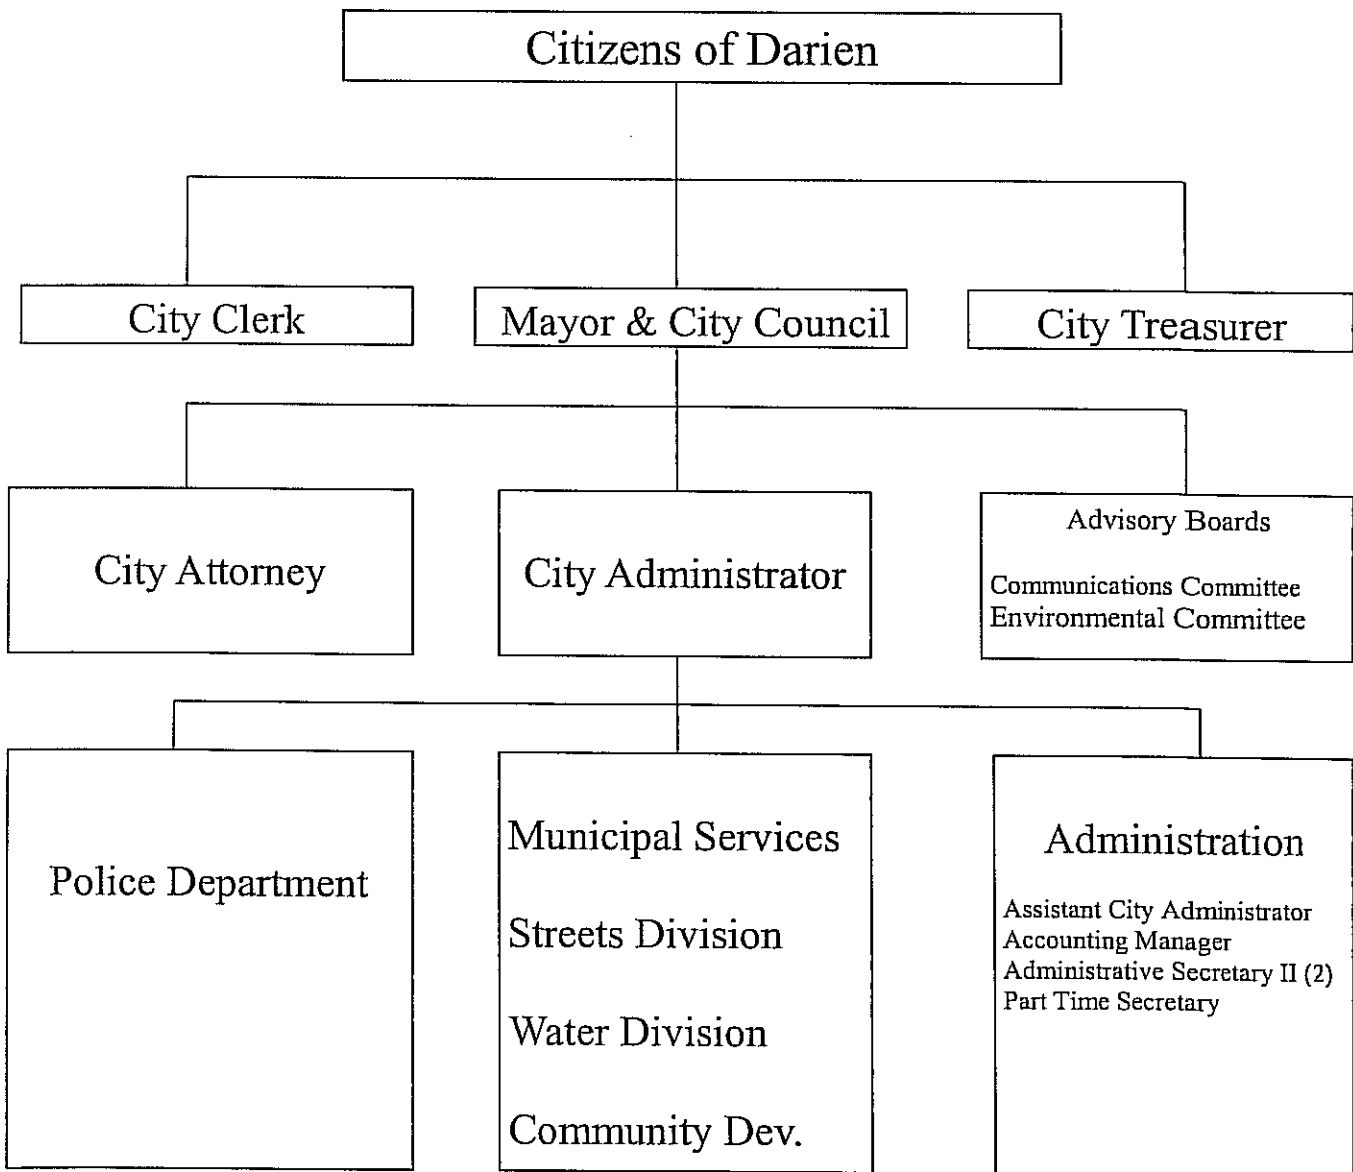 Citizens of Darien
City Clerk
Mayor & City Council
City Treasurer
City Attorney
City Administrator
Advisory Boards
Communications Committee
Environmental Committee
Police Department
Municipal Services
Streets Division
Water Division
Community Dev.
Administration
Assistant City Administrator
Accounting Manager
Administrative Secretary II (2)
Part Time Secretary